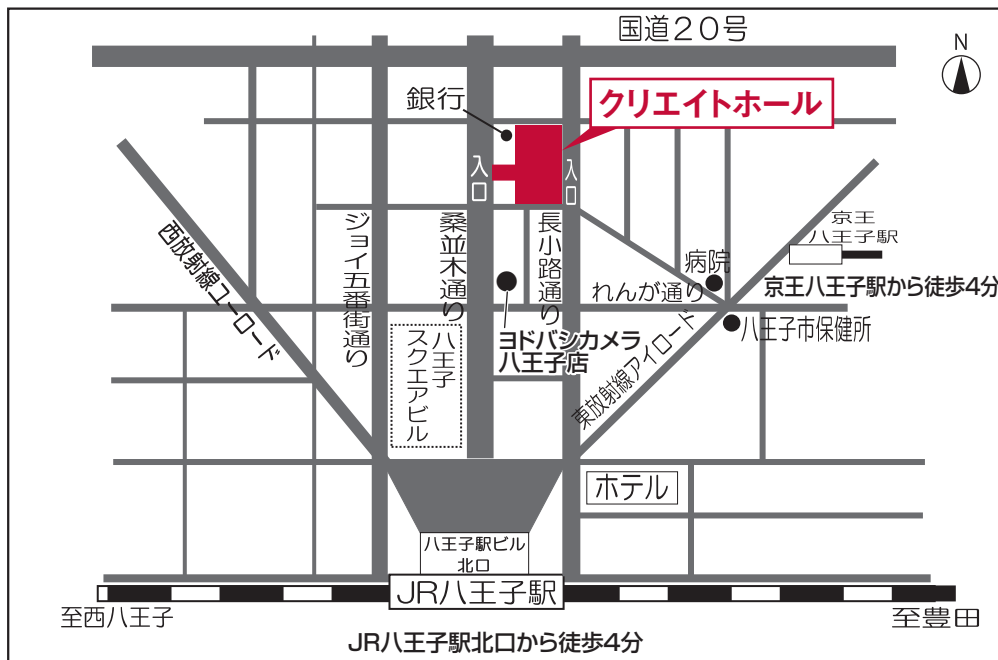 国道20号
N
銀行
クリエイトホール
入口
入口
京王
八王子駅
京王八王子駅から徒歩4分
西放射線ユーロード
ジョイ五番街通り
桑並木通り
長小路通り
病院
れんが通り
八王子市保健所
ヨドバシカメラ
八王子店
八王子
スクエアビル
東放射線アイロード
ホテル
八王子駅ビル
北口
JR八王子駅
至西八王子
至豊田
JR八王子駅北口から徒歩4分